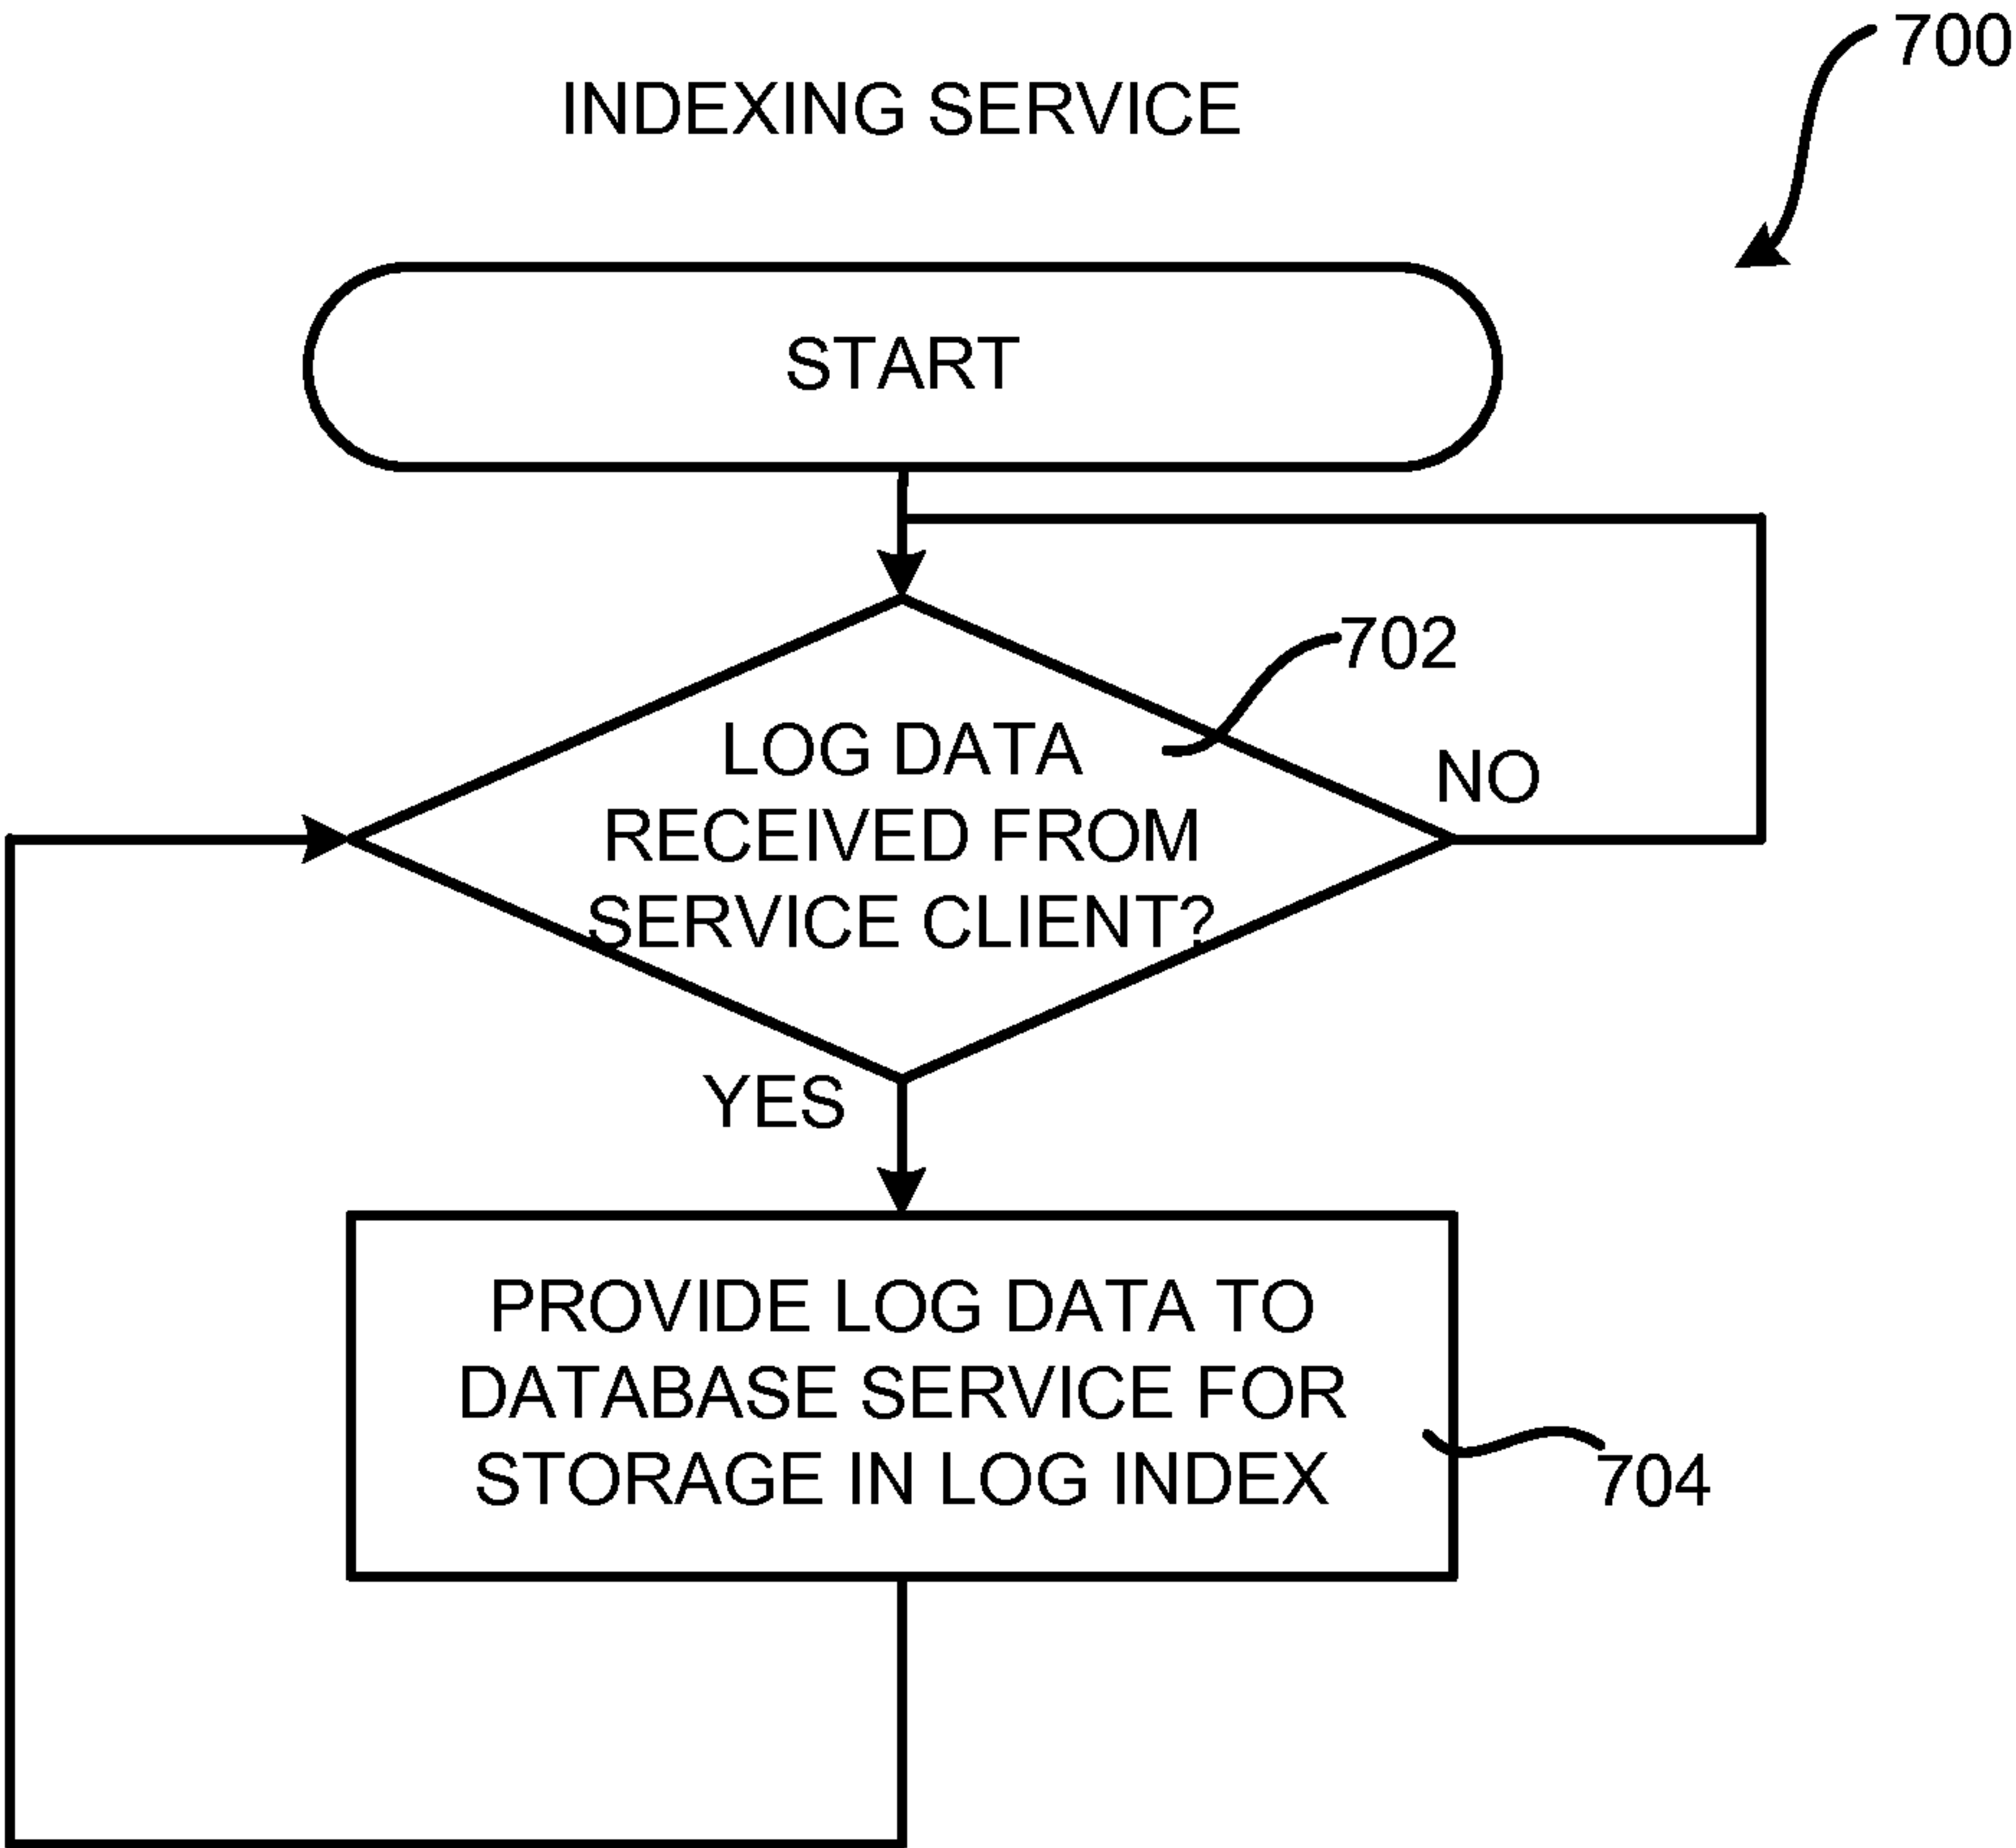 700
INDEXING SERVICE
START
702
LOG DATA
RECEIVED FROM
SERVICE CLIENT?
NO
YES
PROVIDE LOG DATA TO
DATABASE SERVICE FOR
STORAGE IN LOG INDEX
704